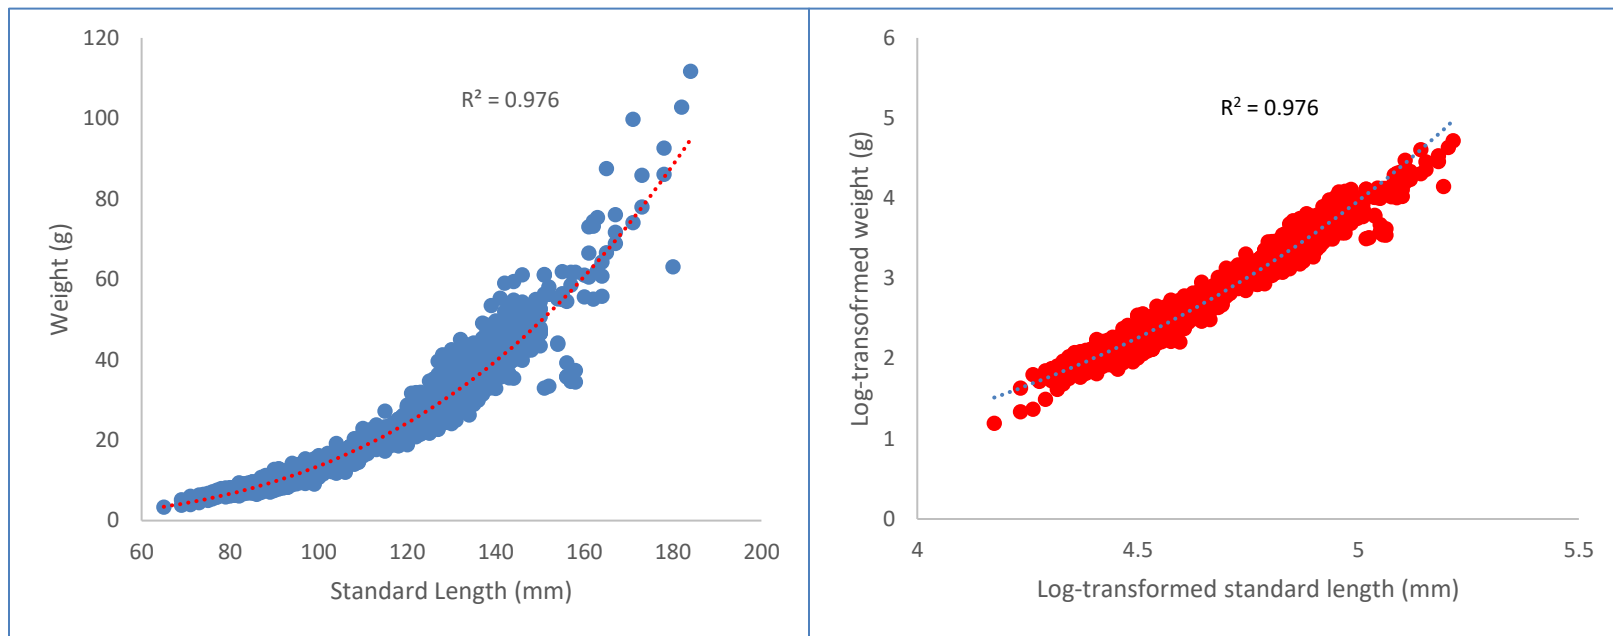 120
100
80
60
40
20
0
60 80 100 120 140 160 180 200
Weight (g)
Standard Length (mm)
R² = 0.976
6
5
4
3
2
1
0
4 4.5 5 5.5
Log-transofrmed weight (g)
Log-transformed standard length (mm)
R² = 0.976